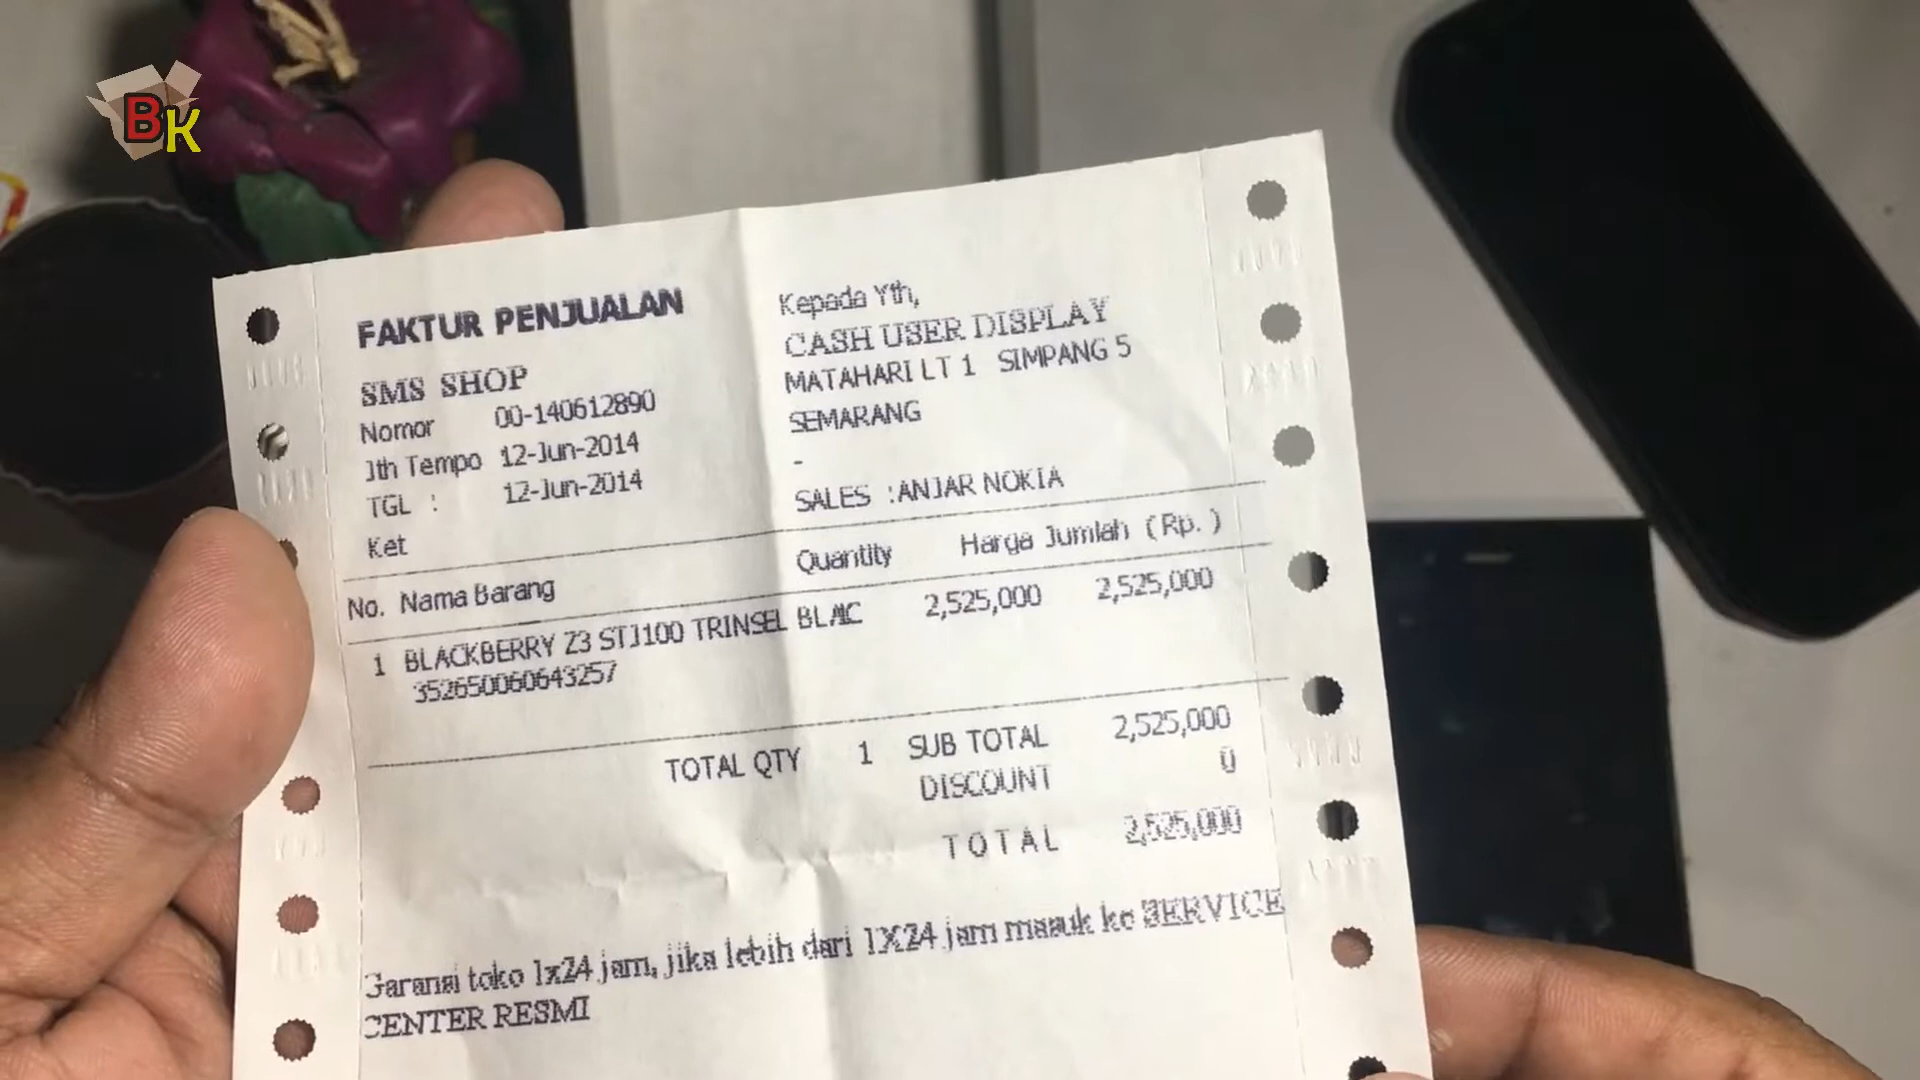 BK
FAKTUR PENJUALAN
SMS SHOP
Nomor 00-140612890
Jth Tempo 12-Jun-2014
TGL : 12-Jun-2014
Ket
Kepada Yth,
CASH USER DISPLAY
MATAHARI LT 1 SIMPANG 5
SEMARANG
-
SALES :ANJAR NOKIA
No. Nama Barang Quantity Harga Jumlah (Rp. )
1 BLACKBERRY Z3 STJ100 TRINSEL BLAC 2,525,000 2,525,000
352650060643257
TOTAL QTY 1 SUB TOTAL 2,525,000
DISCOUNT 0
TOTAL 2,525,000
Garansi toko 1x24 jam, jika lebih dari 1X24 jam masuk ke SERVICE
CENTER RESMI